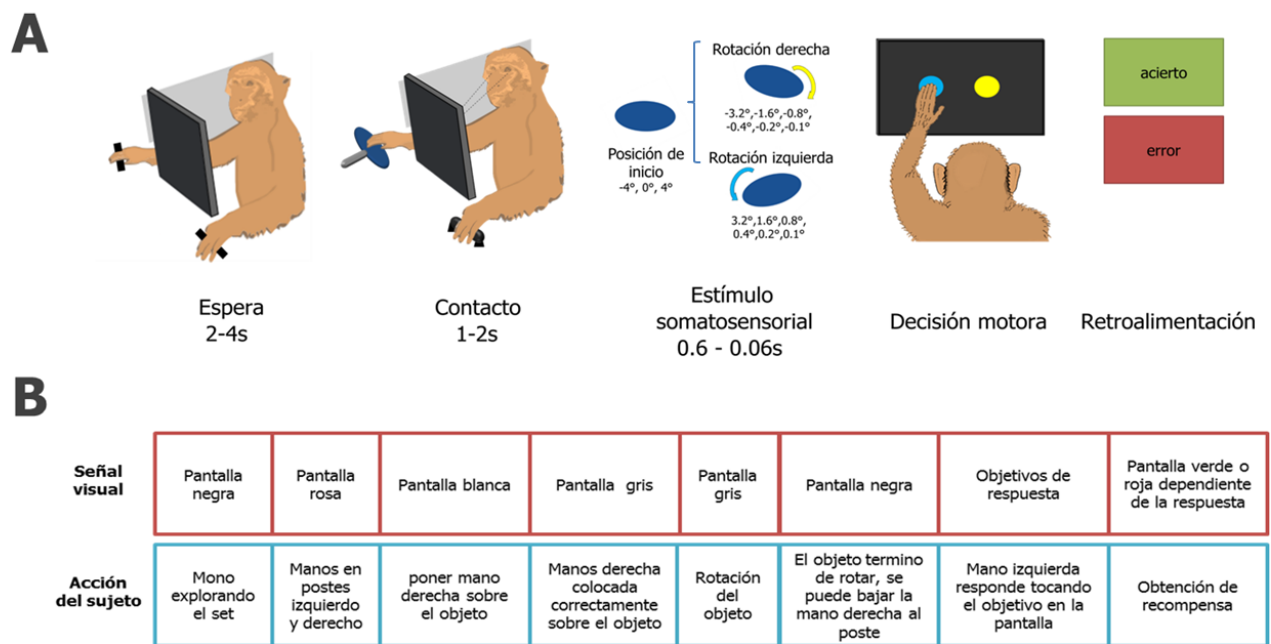 A
Rotación derecha
-3.2°,-1.6°,-0.8°,
-0.4°,-0.2°,-0.1°
Posición de
inicio
-4°, 0°, 4°
Rotación izquierda
3.2°,1.6°,0.8°,
0.4°,0.2°,0.1°
acierto
error
Espera
2-4s
Contacto
1-2s
Estímulo
somatosensorial
0.6 - 0.06s
Decisión motora
Retroalimentación
B
Señal
visual
Pantalla
negra
Pantalla
rosa
Pantalla blanca
Pantalla gris
Pantalla
gris
Pantalla negra
Objetivos de
respuesta
Pantalla verde o
roja dependiente
de la respuesta
Acción
del sujeto
Mono
explorando
el set
Manos en
postes
izquierdo
y derecho
poner mano
derecha sobre
el objeto
Manos derecha
colocada
correctamente
sobre el objeto
Rotación
del
objeto
El objeto termino
de rotar, se
puede bajar la
mano derecha al
poste
Mano izquierda
responde tocando
el objetivo en la
pantalla
Obtención de
recompensa